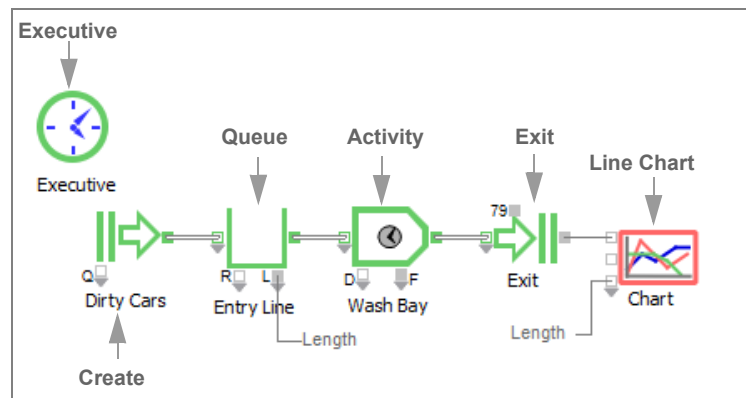 Executive
Queue
Activity
Exit
Line Chart
Executive
79
Q
R
L
D
F
Dirty Cars
Entry Line
Wash Bay
Exit
Chart
Length
Length
Create